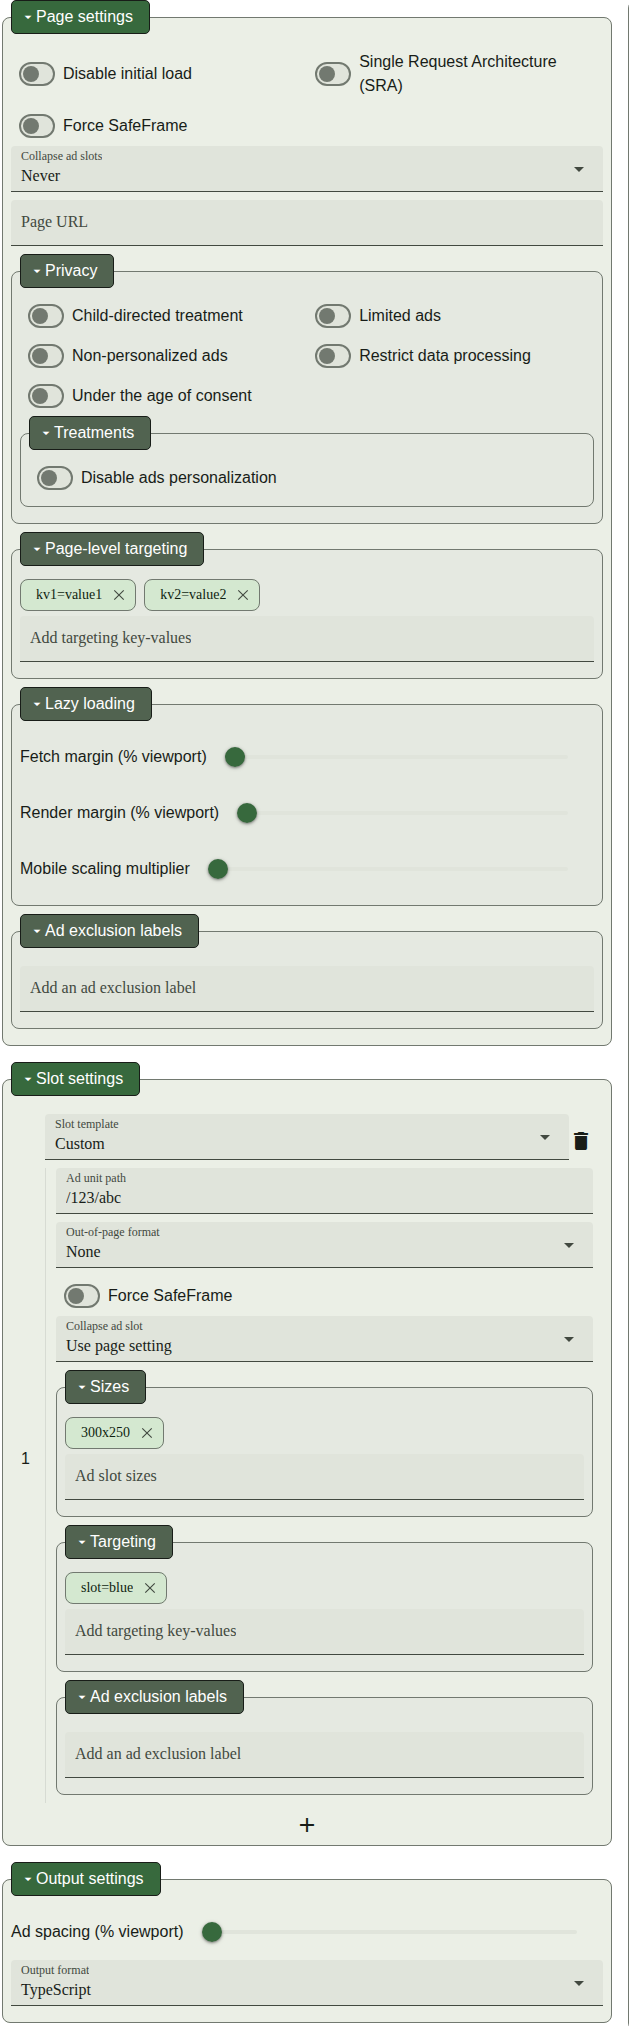 Page settings
Disable initial load
Single Request Architecture
(SRA)
Force SafeFrame
Collapse ad slots
Never
Page URL
Privacy
Child-directed treatment
Limited ads
Non-personalized ads
Restrict data processing
Under the age of consent
Treatments
Disable ads personalization
Page-level targeting
kv1=value1
kv2=value2
Add targeting key-values
Lazy loading
Fetch margin (% viewport)
Render margin (% viewport)
Mobile scaling multiplier
Ad exclusion labels
Add an ad exclusion label
Slot settings
Slot template
Custom
Ad unit path
/123/abc
Out-of-page format
None
Force SafeFrame
Collapse ad slot
Use page setting
Sizes
300x250
Ad slot sizes
1
Targeting
slot=blue
Add targeting key-values
Ad exclusion labels
Add an ad exclusion label
+
Output settings
Ad spacing (% viewport)
Output format
TypeScript